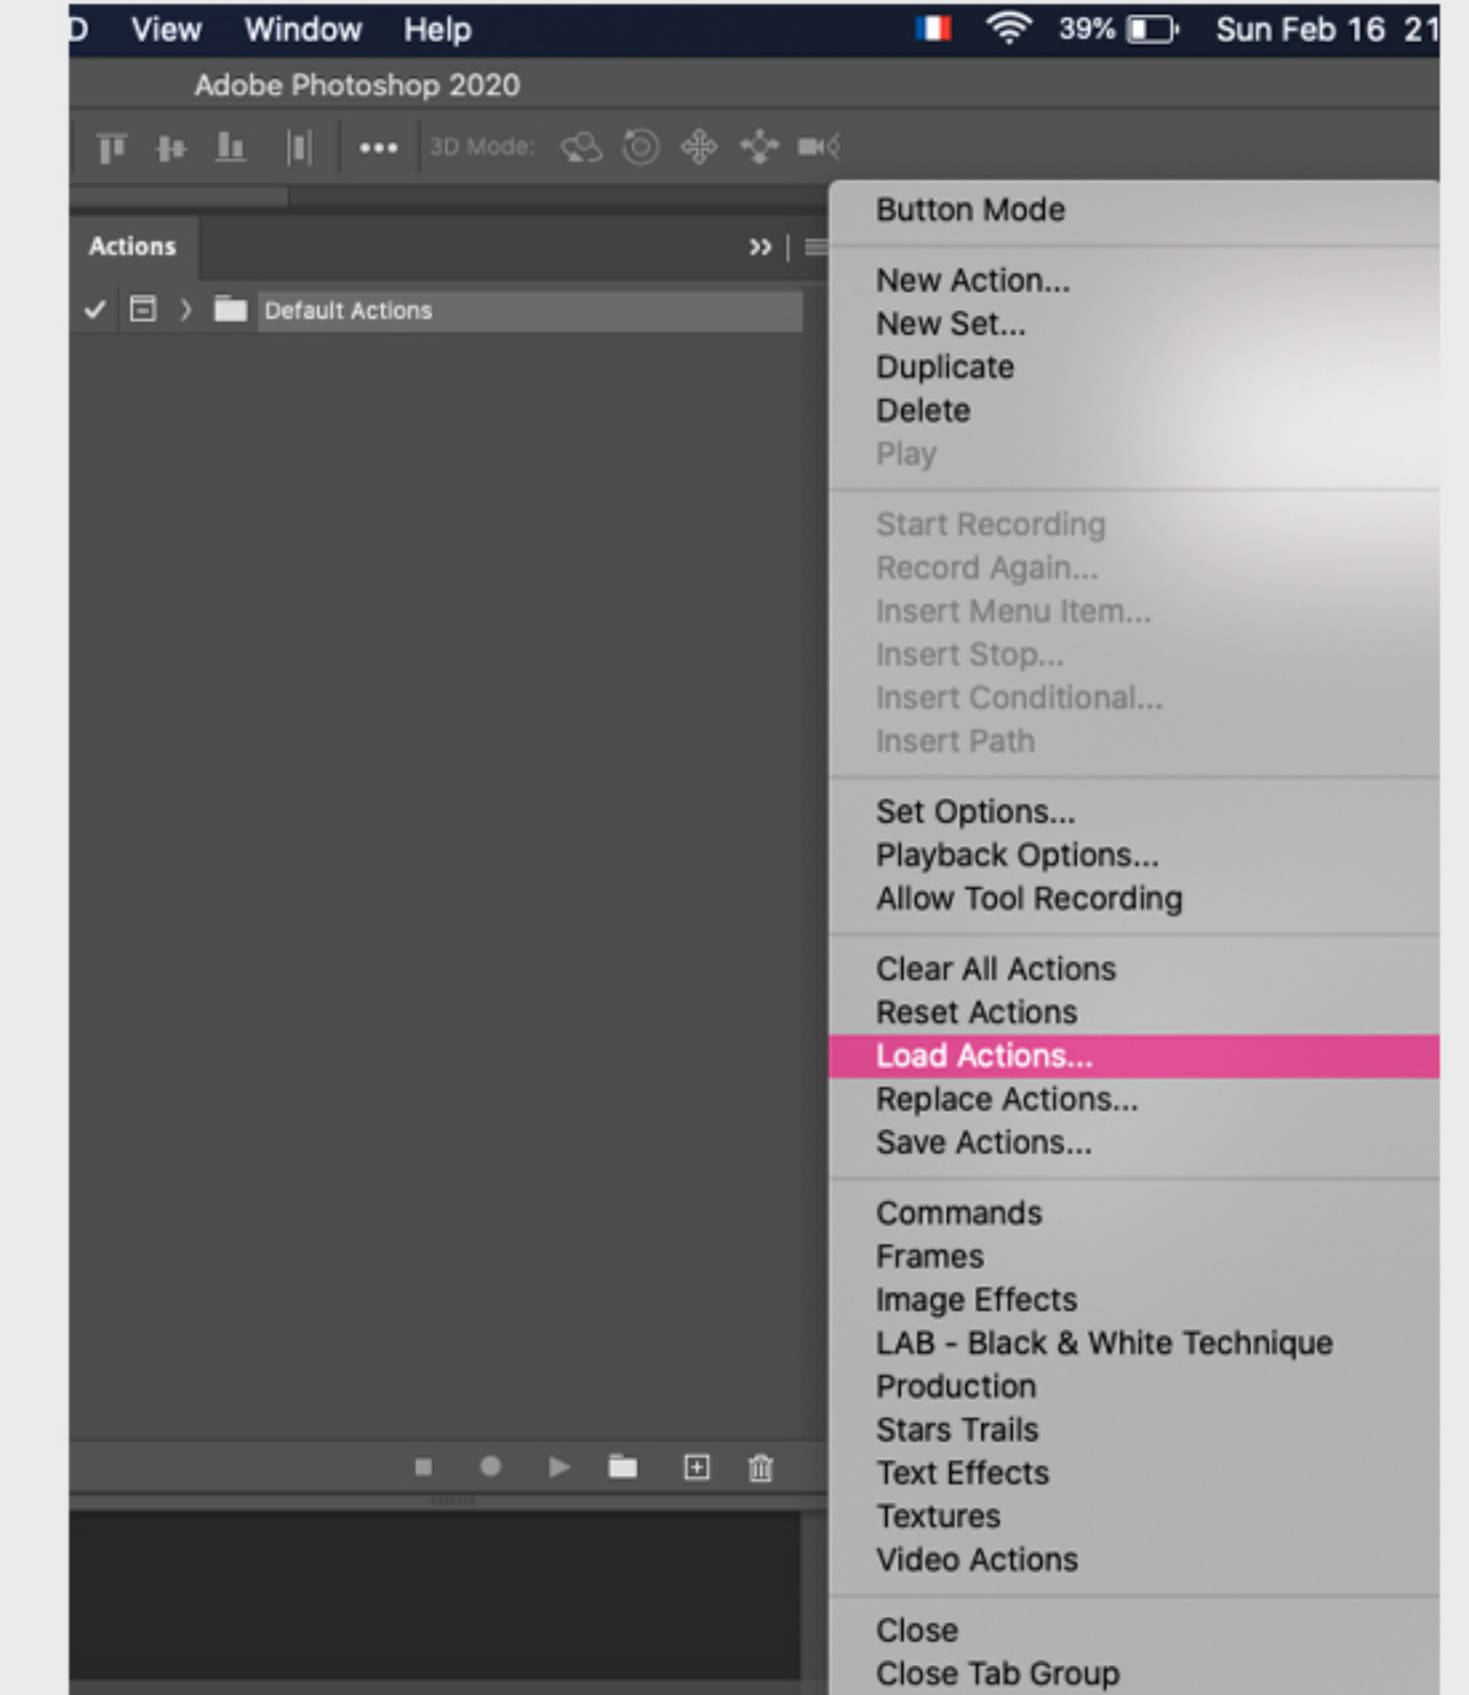 D View Window Help 39% Sun Feb 16 21
Adobe Photoshop 2020
3D Mode:
Actions
Default Actions
Button Mode
New Action...
New Set...
Duplicate
Delete
Play
Start Recording
Record Again...
Insert Menu Item...
Insert Stop...
Insert Conditional...
Insert Path
Set Options...
Playback Options...
Allow Tool Recording
Clear All Actions
Reset Actions
Load Actions...
Replace Actions...
Save Actions...
Commands
Frames
Image Effects
LAB - Black & White Technique
Production
Stars Trails
Text Effects
Textures
Video Actions
Close
Close Tab Group